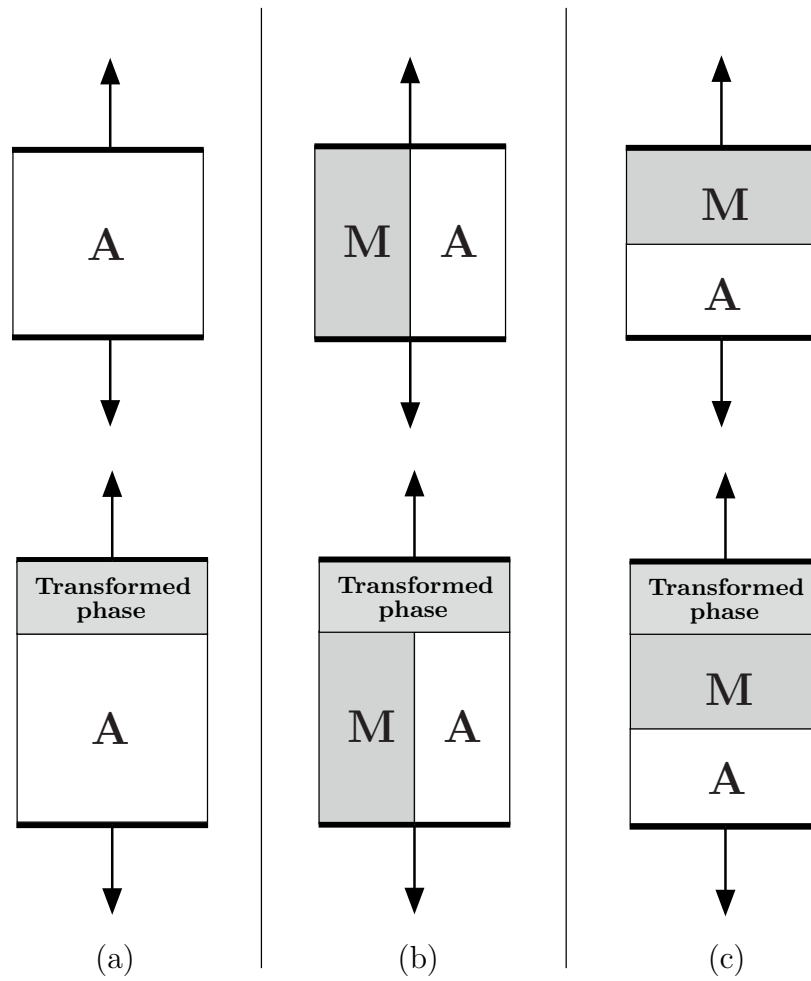 A
M A
M
A
Transformed
phase
Transformed
phase
Transformed
phase
A
M A
M
A
(a)
(b)
(c)